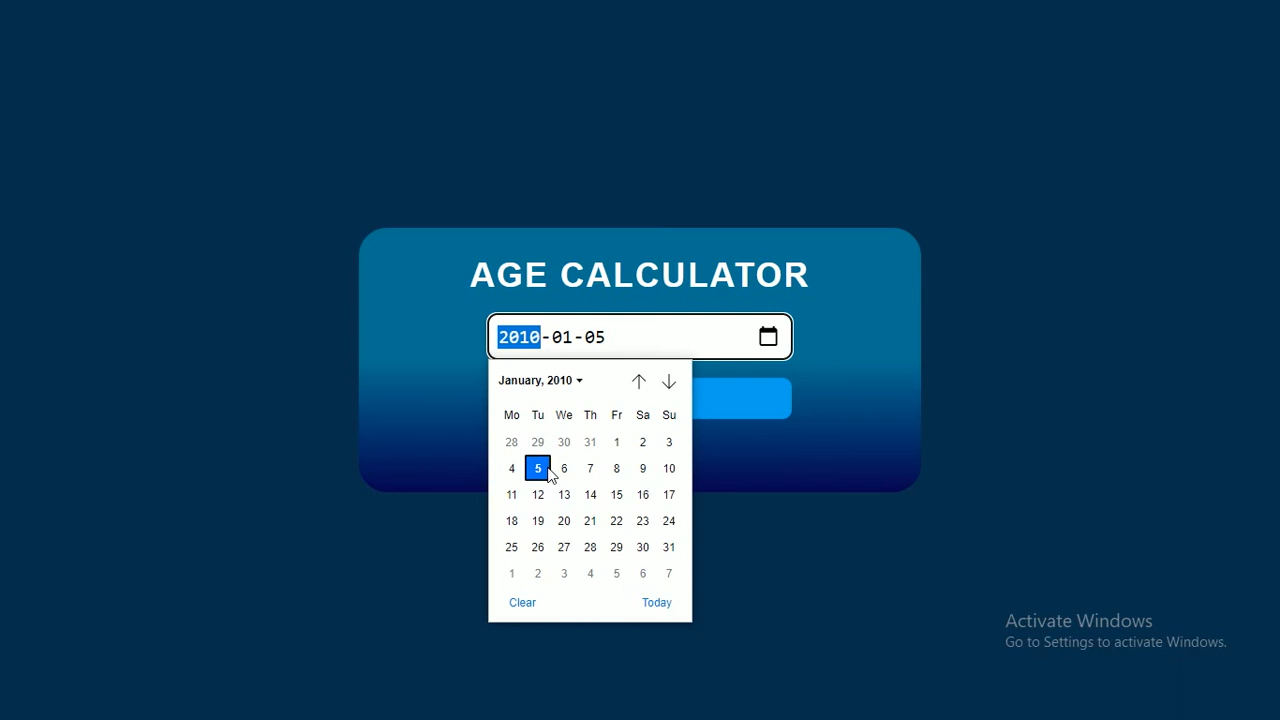 AGE CALCULATOR
2010-01-05
January, 2010
Mo Tu We Th Fr Sa Su
28 29 30 31 1 2 3
4 5 6 7 8 9 10
11 12 13 14 15 16 17
18 19 20 21 22 23 24
25 26 27 28 29 30 31
1 2 3 4 5 6 7
Clear Today
Activate Windows
Go to Settings to activate Windows.